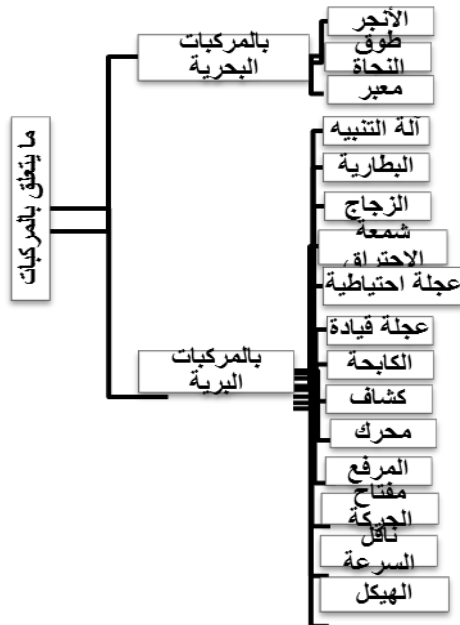 ما يتعلق بالمركبات
بالمركبات
البحرية
الأنجر
طوق
النجاة
معبر
بالمركبات
البرية
آلة التنبيه
البطارية
الزجاج
شمعة
الاحتراق
عجلة احتياطية
عجلة قيادة
الكابحة
كشاف
محرك
المرفع
مفتاح
الحركة
ناقل
السرعة
الهيكل